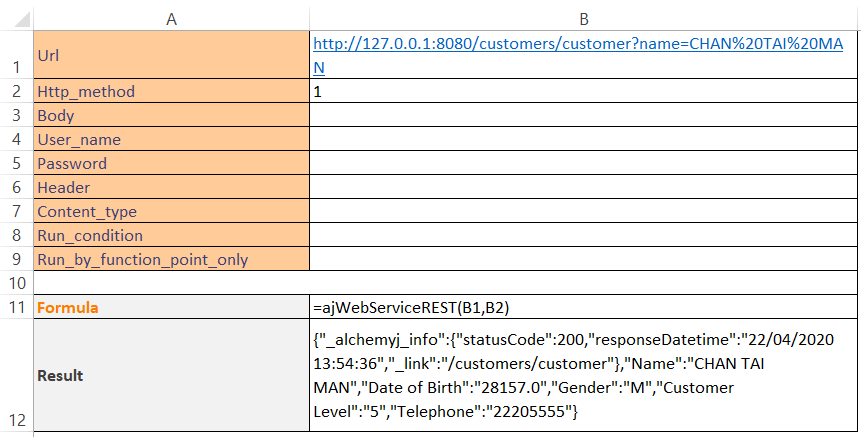 A B
1 Url http://127.0.0.1:8080/customers/customer?name=CHAN%20TAI%20MA
N
2 Http_method 1
3 Body
4 User_name
5 Password
6 Header
7 Content_type
8 Run_condition
9 Run_by_function_point_only
10
11 Formula =ajWebServiceREST(B1,B2)
12 Result {"_alchemyj_info":{"statusCode":200,"responseDatetime":"22/04/2020
13:54:36","_link":"/customers/customer"},"Name":"CHAN TAI
MAN","Date of Birth":"28157.0","Gender":"M","Customer
Level":"5","Telephone":"22205555"}